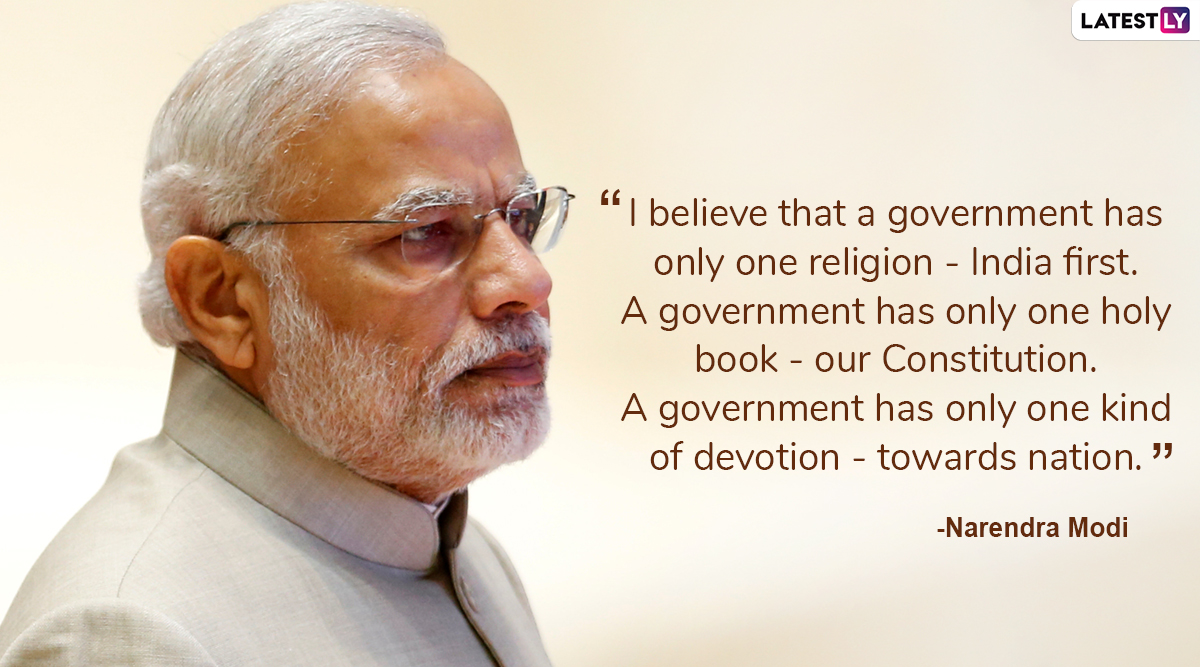 LATESTLY
“ I believe that a government has
only one religion - India first.
A government has only one holy
book - our Constitution.
A government has only one kind
of devotion - towards nation. ”
-Narendra Modi